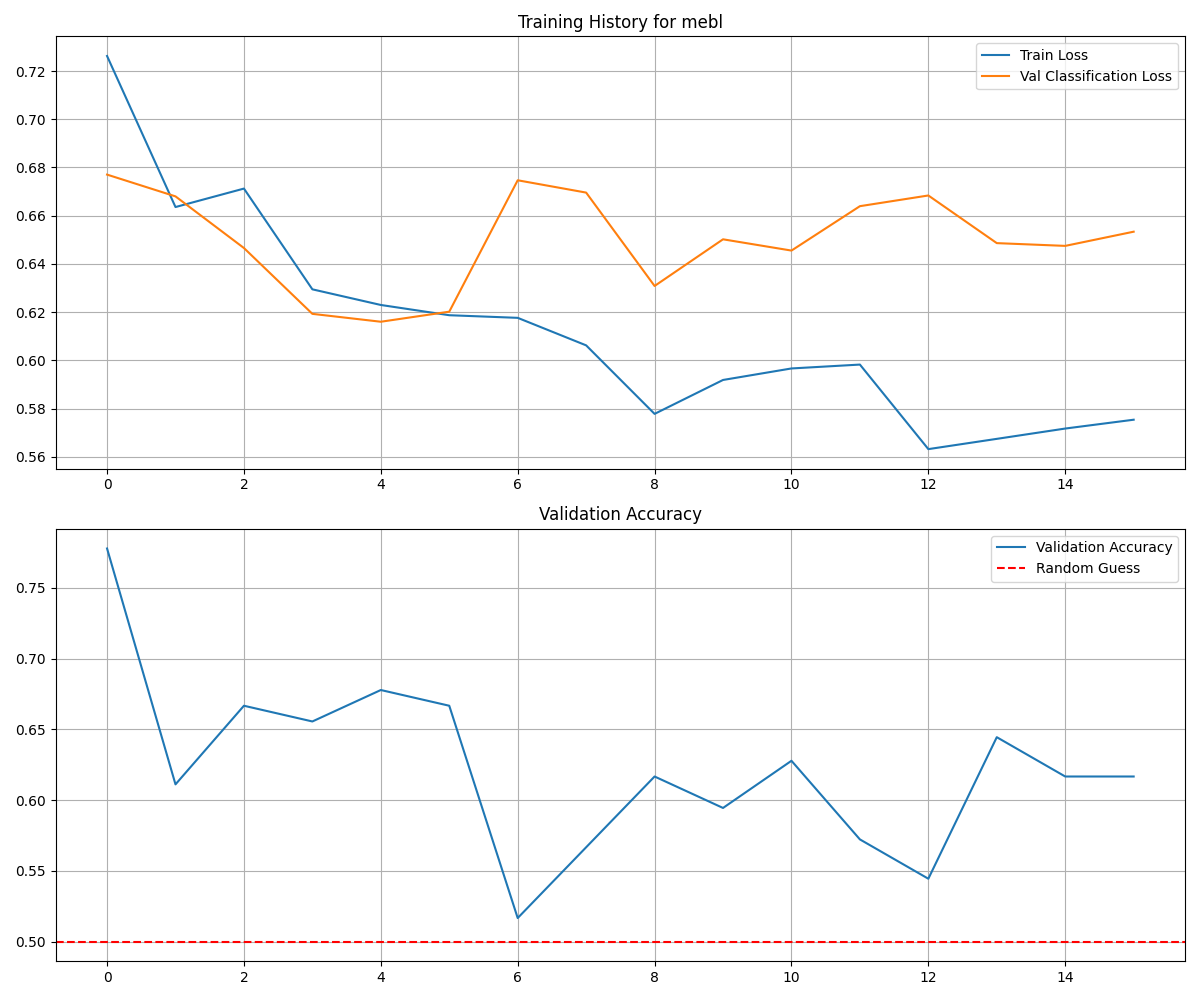 Training History for mebl
Train Loss
Val Classification Loss
0.72
0.70
0.68
0.66
0.64
0.62
0.60
0.58
0.56
0 2 4 6 8 10 12 14
Validation Accuracy
Validation Accuracy
Random Guess
0.75
0.70
0.65
0.60
0.55
0.50
0 2 4 6 8 10 12 14